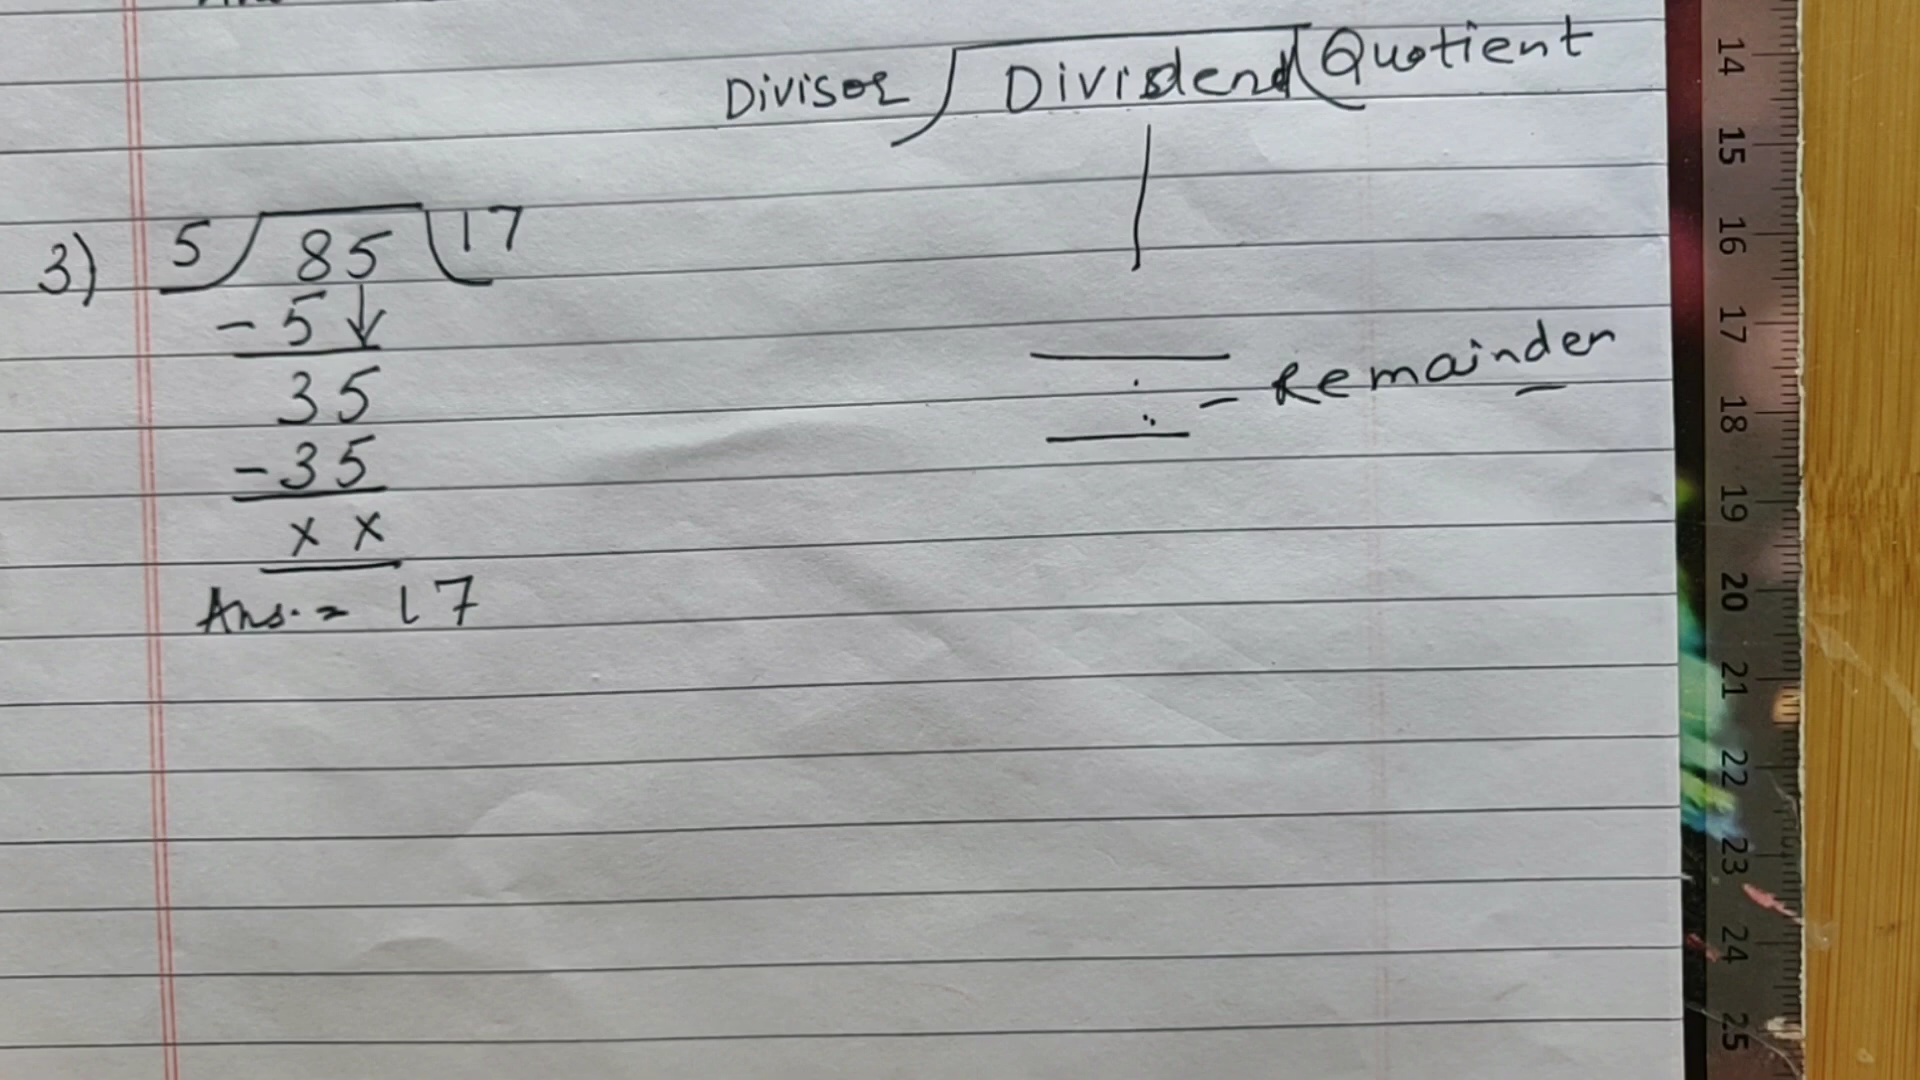 Divisor Dividend Quotient
3) 5 85 17
- 5 ↓
35
- 35
x x
Ans. = 17
- Remainder
14
15
16
17
18
19
20
21
22
23
24
25